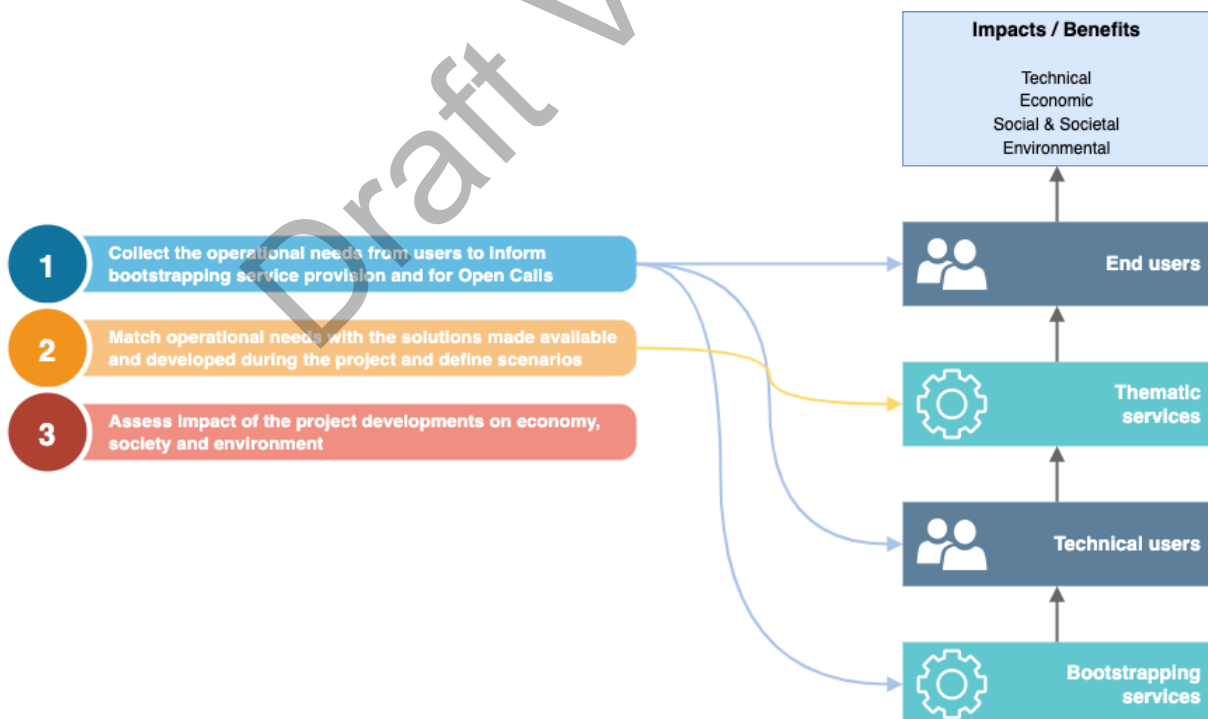 Draft V
Impacts / Benefits
Technical
Economic
Social & Societal
Environmental
1
Collect the operational needs from users to inform
bootstrapping service provision and for Open Calls
2
Match operational needs with the solutions made available
and developed during the project and define scenarios
3
Assess impact of the project developments on economy,
society and environment
End users
Thematic
services
Technical users
Bootstrapping
services